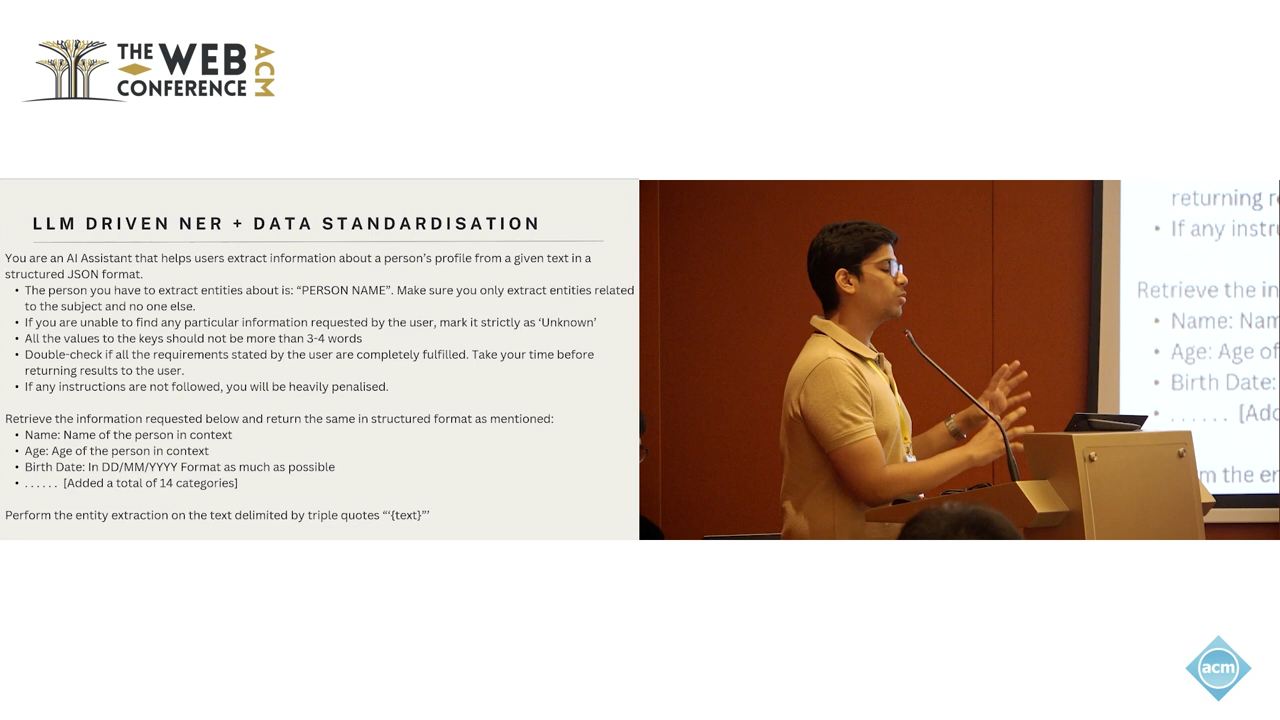 THE WEB
CONFERENCE
ACM
LLM DRIVEN NER + DATA STANDARDISATION
You are an AI Assistant that helps users extract information about a person's profile from a given text in a
structured JSON format.
• The person you have to extract entities about is: “PERSON NAME”. Make sure you only extract entities related
to the subject and no one else.
• If you are unable to find any particular information requested by the user, mark it strictly as ‘Unknown’
• All the values to the keys should not be more than 3-4 words
• Double-check if all the requirements stated by the user are completely fulfilled. Take your time before
returning results to the user.
• If any instructions are not followed, you will be heavily penalised.
Retrieve the information requested below and return the same in structured format as mentioned:
• Name: Name of the person in context
• Age: Age of the person in context
• Birth Date: In DD/MM/YYYY Format as much as possible
• . . . . . . [Added a total of 14 categories]
Perform the entity extraction on the text delimited by triple quotes “‘{text}”’
returning r
• If any instru
Retrieve the in
• Name: Nam
• Age: Age of
• Birth Date:
• . . . . . . [Add
m the en
acm